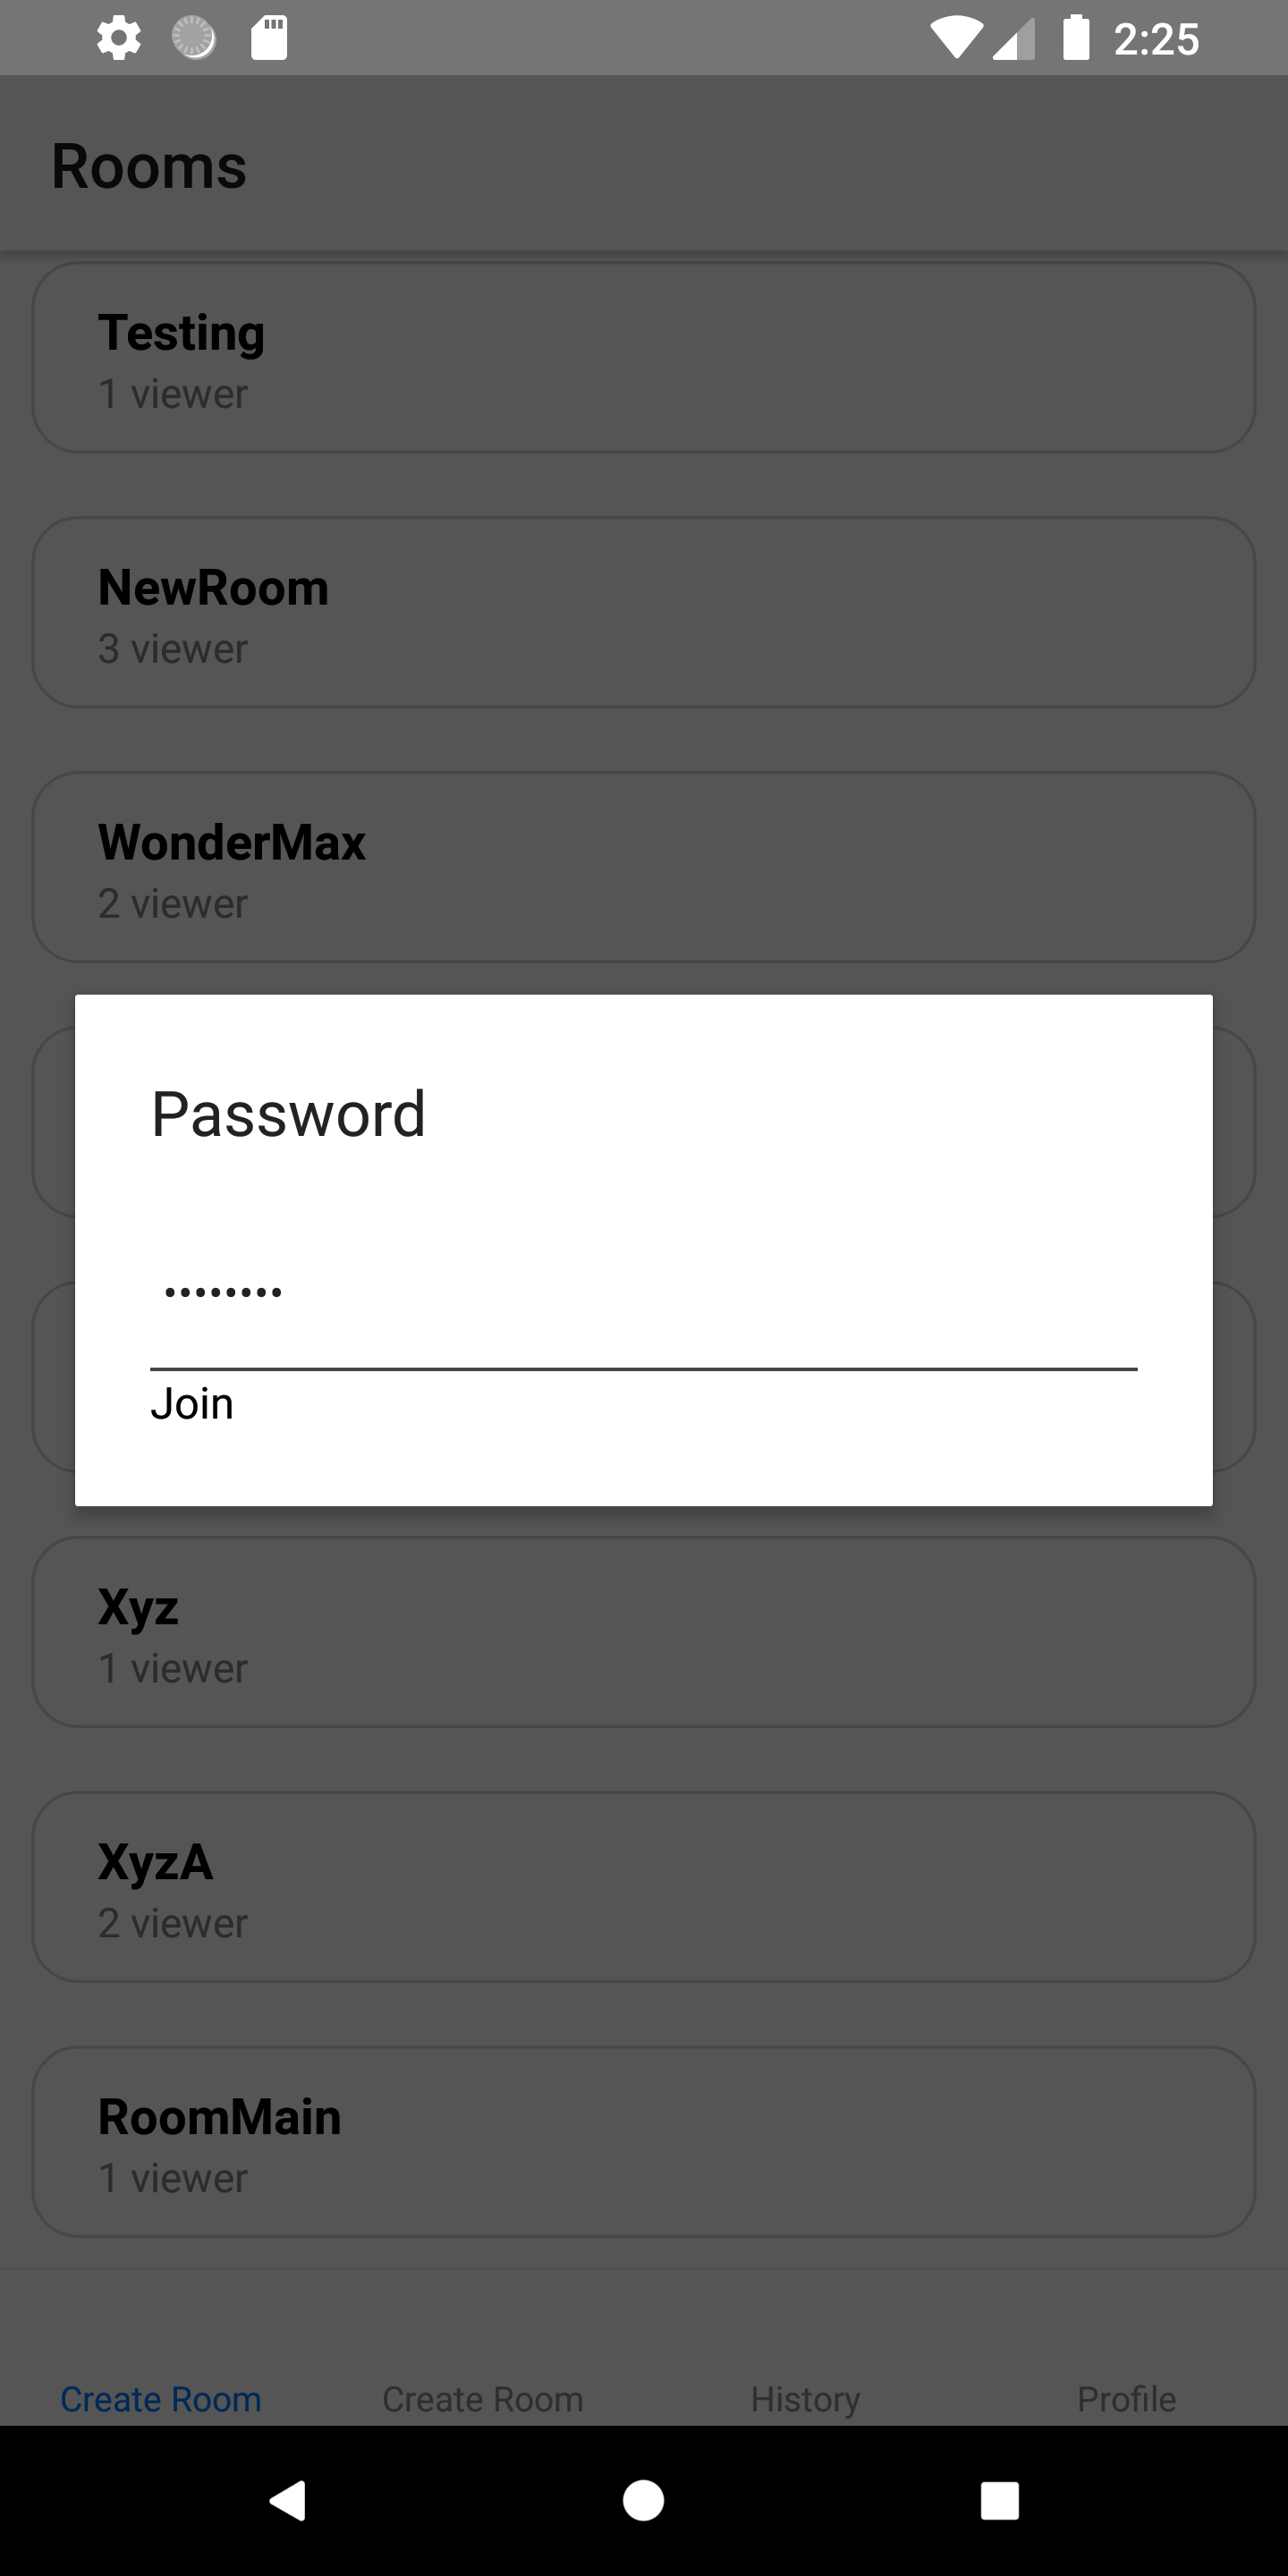 2:25
Rooms
Testing
1 viewer
NewRoom
3 viewer
WonderMax
2 viewer
Password
••••••••
Join
Xyz
1 viewer
XyzA
2 viewer
RoomMain
1 viewer
Create Room Create Room History Profile